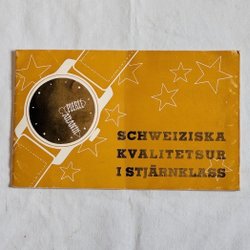 SCHWEIZISKA
KVALITETSUR
I STJÄRNKLASS